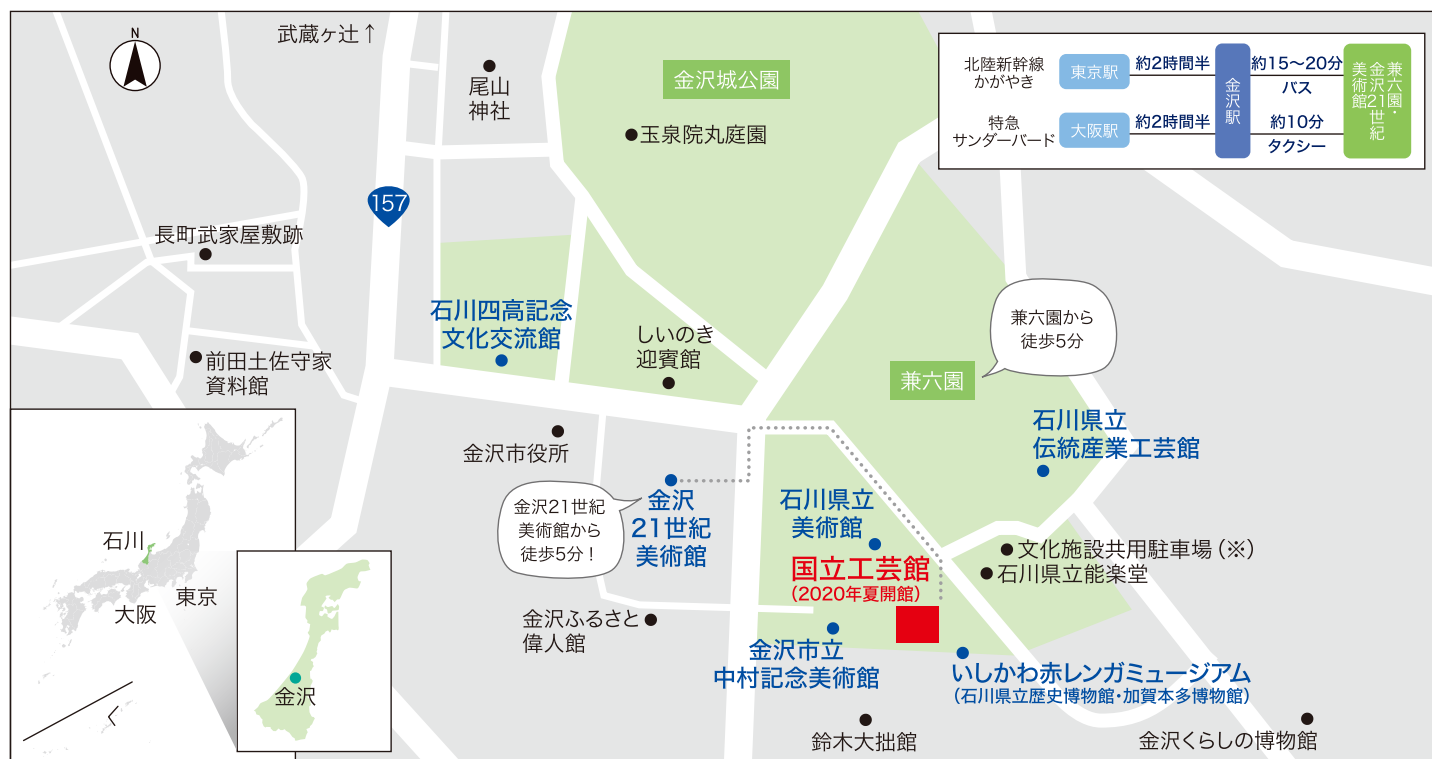 N
武蔵ヶ辻↑
尾山
神社
金沢城公園
玉泉院丸庭園
北陸新幹線
かがやき
東京駅
約2時間半
金沢駅
約15〜20分
バス
兼六園・
金沢21世紀
美術館
特急
サンダーバード
大阪駅
約2時間半
約10分
タクシー
157
長町武家屋敷跡
石川四高記念
文化交流館
しいのき
迎賓館
兼六園から
徒歩5分
兼六園
前田土佐守家
資料館
石川県立
伝統産業工芸館
金沢市役所
金沢21世紀
美術館から
徒歩5分！
金沢
21世紀
美術館
石川県立
美術館
国立工芸館
（2020年夏開館）
文化施設共用駐車場（※）
石川県立能楽堂
石川
東京
大阪
金沢
金沢ふるさと
偉人館
金沢市立
中村記念美術館
いしかわ赤レンガミュージアム
（石川県立歴史博物館・加賀本多博物館）
鈴木大拙館
金沢くらしの博物館